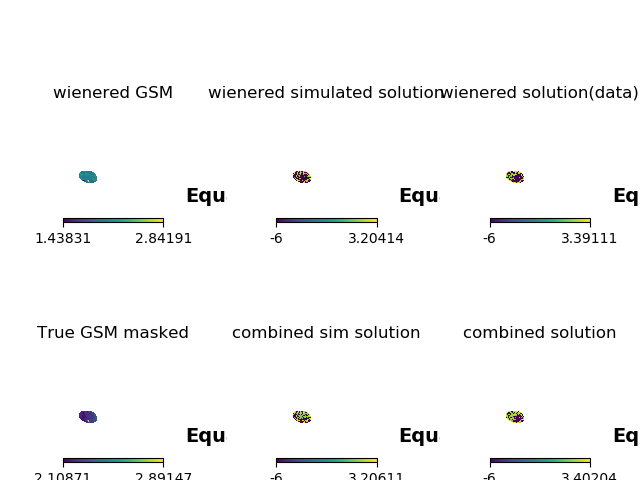 wienered GSM
wienered simulated solution
wienered solution(data)
Equ
Equ
Eq
1.43831 2.84191
-6 3.20414
-6 3.39111
True GSM masked
combined sim solution
combined solution
Equ
Equ
Eq
2.10871 2.89147
-6 3.20611
-6 3.40204